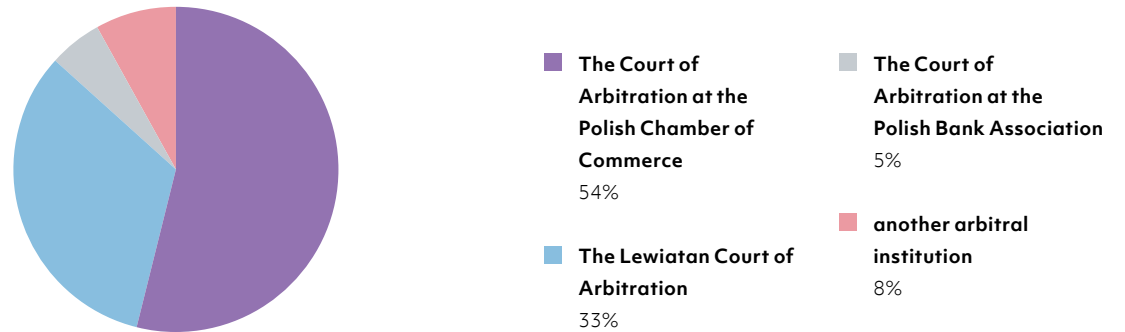 The Court of
Arbitration at the
Polish Chamber of
Commerce
54%
The Lewiatan Court of
Arbitration
33%
The Court of
Arbitration at the
Polish Bank Association
5%
another arbitral
institution
8%